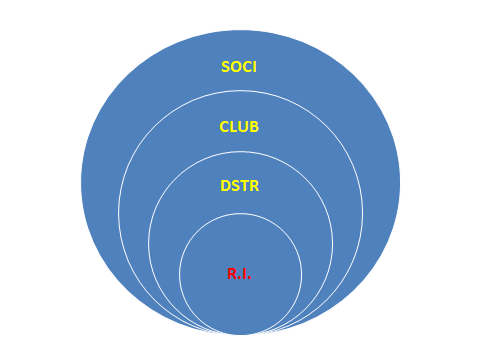 SOCI
CLUB
DSTR
R.I.